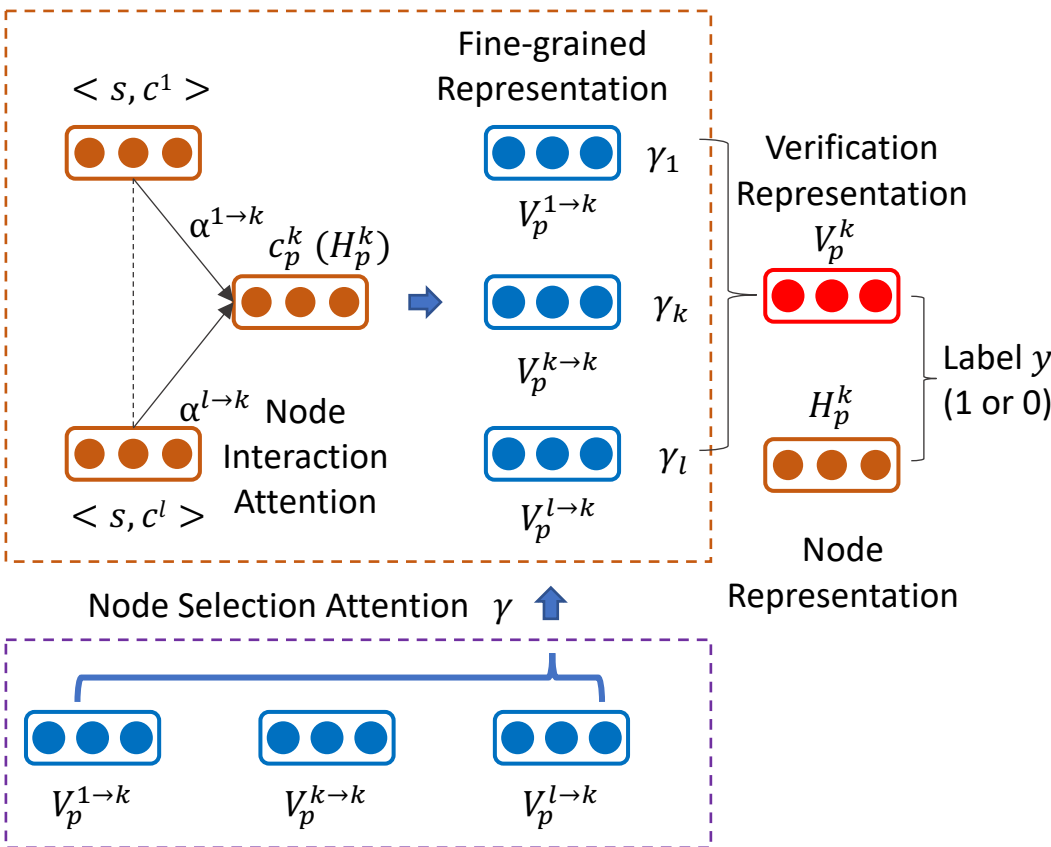 Fine-grained
Representation
< s, c¹ >
γ₁
Verification
Representation
V_p^{1→k}
V_p^k
α^{1→k}
c_p^k (H_p^k)
γ_k
V_p^{k→k}
Label y
(1 or 0)
H_p^k
α^{l→k}
Node
Interaction
Attention
γ_l
< s, c^l >
V_p^{l→k}
Node
Representation
Node Selection Attention γ
V_p^{1→k}
V_p^{k→k}
V_p^{l→k}